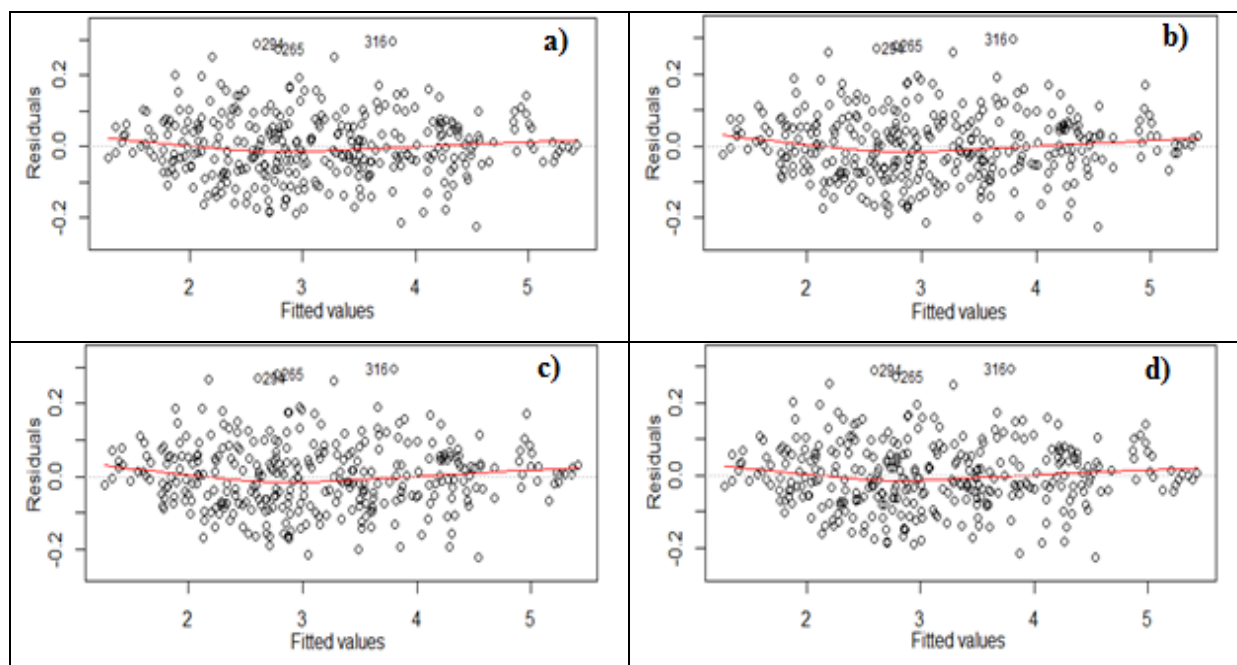 a)
294 265 316
0.2
0.0
-0.2
Residuals
2 3 4 5
Fitted values
b)
294 265 316
0.2
0.0
-0.2
Residuals
2 3 4 5
Fitted values
c)
294 265 316
0.2
0.0
-0.2
Residuals
2 3 4 5
Fitted values
d)
294 265 316
0.2
0.0
-0.2
Residuals
2 3 4 5
Fitted values